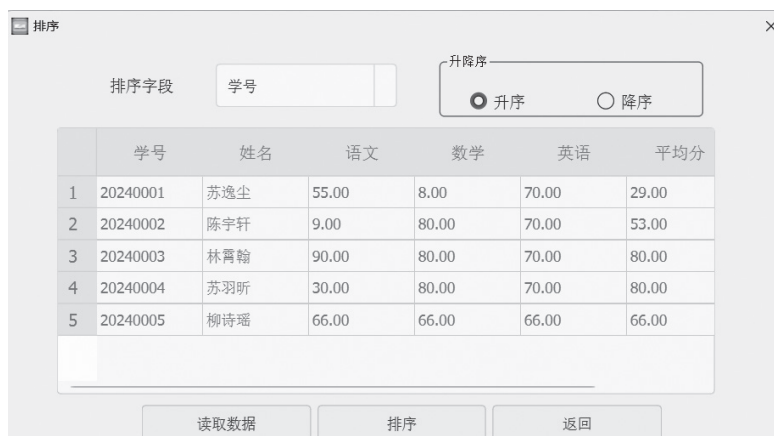 排序
升降序
排序字段 学号 升序 降序
学号 姓名 语文 数学 英语 平均分
1 20240001 苏逸尘 55.00 8.00 70.00 29.00
2 20240002 陈宇轩 9.00 80.00 70.00 53.00
3 20240003 林霄翰 90.00 80.00 70.00 80.00
4 20240004 苏羽昕 30.00 80.00 70.00 80.00
5 20240005 柳诗瑶 66.00 66.00 66.00 66.00
读取数据 排序 返回